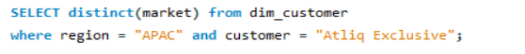 SELECT distinct(market) from dim_customer
where region = "APAC" and customer = "Atliq Exclusive";